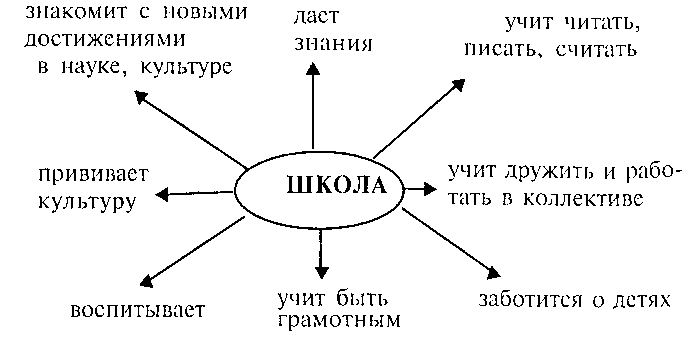 знакомит с новыми
достижениями
в науке, культуре
дает
знания
учит читать,
писать, считать
прививает
культуру
ШКОЛА
учит дружить и рабо-
тать в коллективе
воспитывает
учит быть
грамотным
заботится о детях